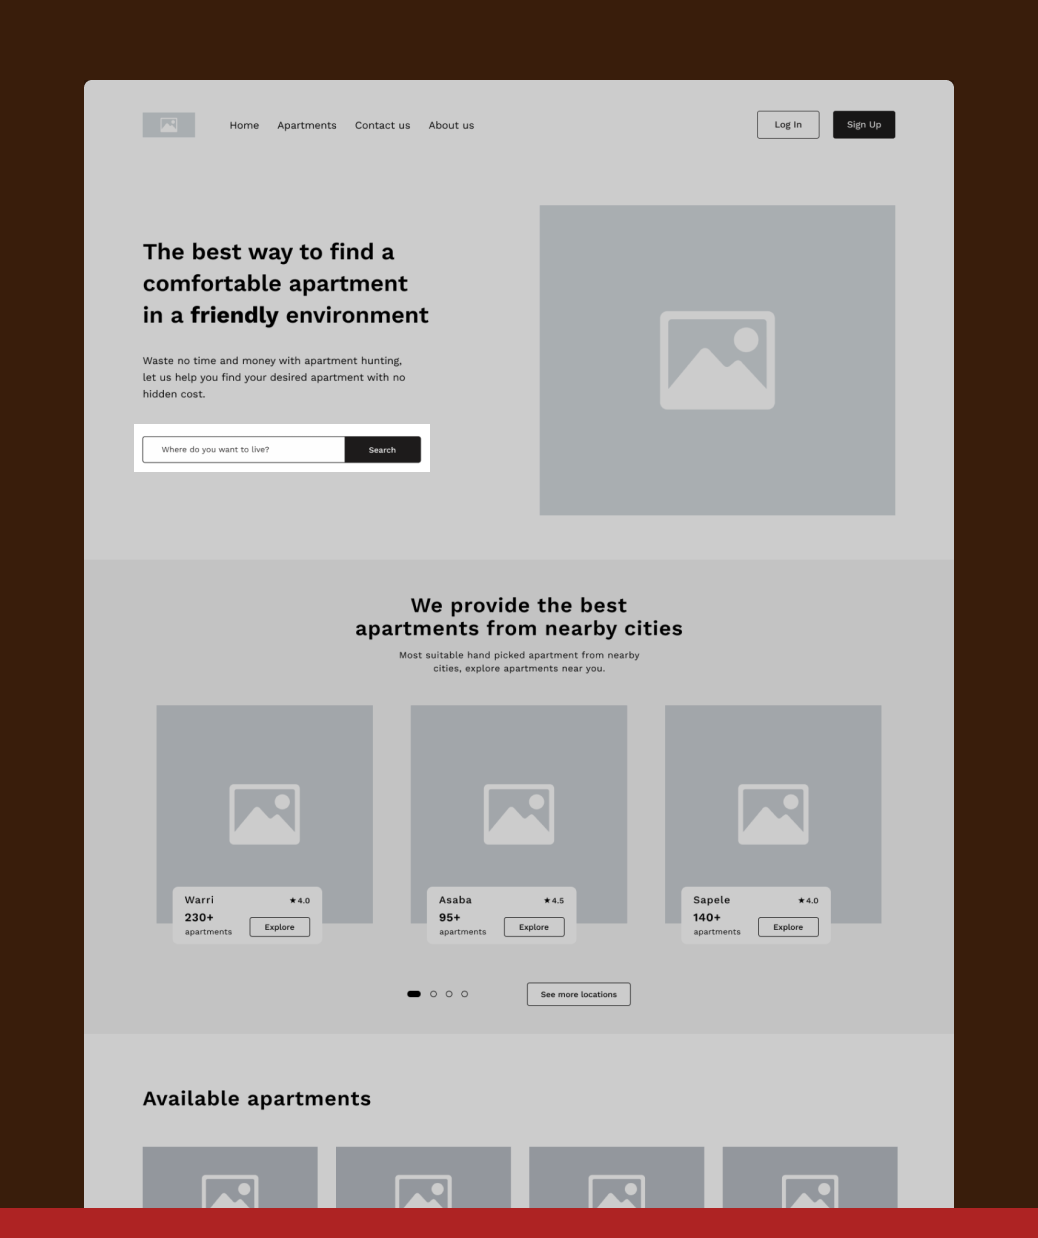 Home Apartments Contact us About us Log In Sign Up
The best way to find a
comfortable apartment
in a friendly environment
Waste no time and money with apartment hunting,
let us help you find your desired apartment with no
hidden cost.
Where do you want to live? Search
We provide the best
apartments from nearby cities
Most suitable hand picked apartment from nearby
cities, explore apartments near you.
Warri ★4.0
230+
apartments Explore
Asaba ★4.5
95+
apartments Explore
Sapele ★4.0
140+
apartments Explore
See more locations
Available apartments